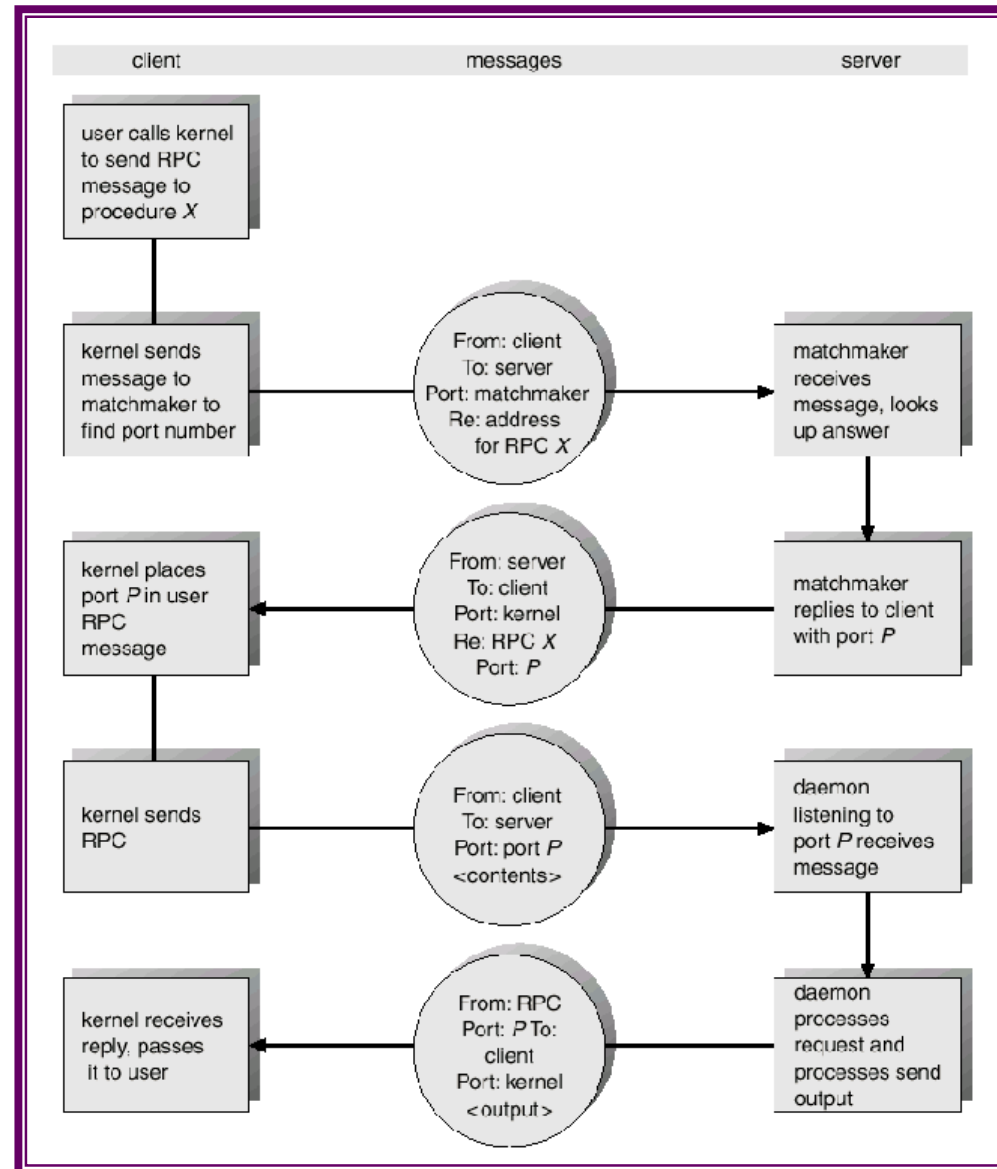 client
messages
server
user calls kernel
to send RPC
message to
procedure X
kernel sends
message to
matchmaker to
find port number
From: client
To: server
Port: matchmaker
Re: address
for RPC X
matchmaker
receives
message, looks
up answer
kernel places
port P in user
RPC
message
From: server
To: client
Port: kernel
Re: RPC X
Port: P
matchmaker
replies to client
with port P
kernel sends
RPC
From: client
To: server
Port: port P
<contents>
daemon
listening to
port P receives
message
kernel receives
reply, passes
it to user
From: RPC
Port: P To:
client
Port: kernel
<output>
daemon
processes
request and
processes send
output